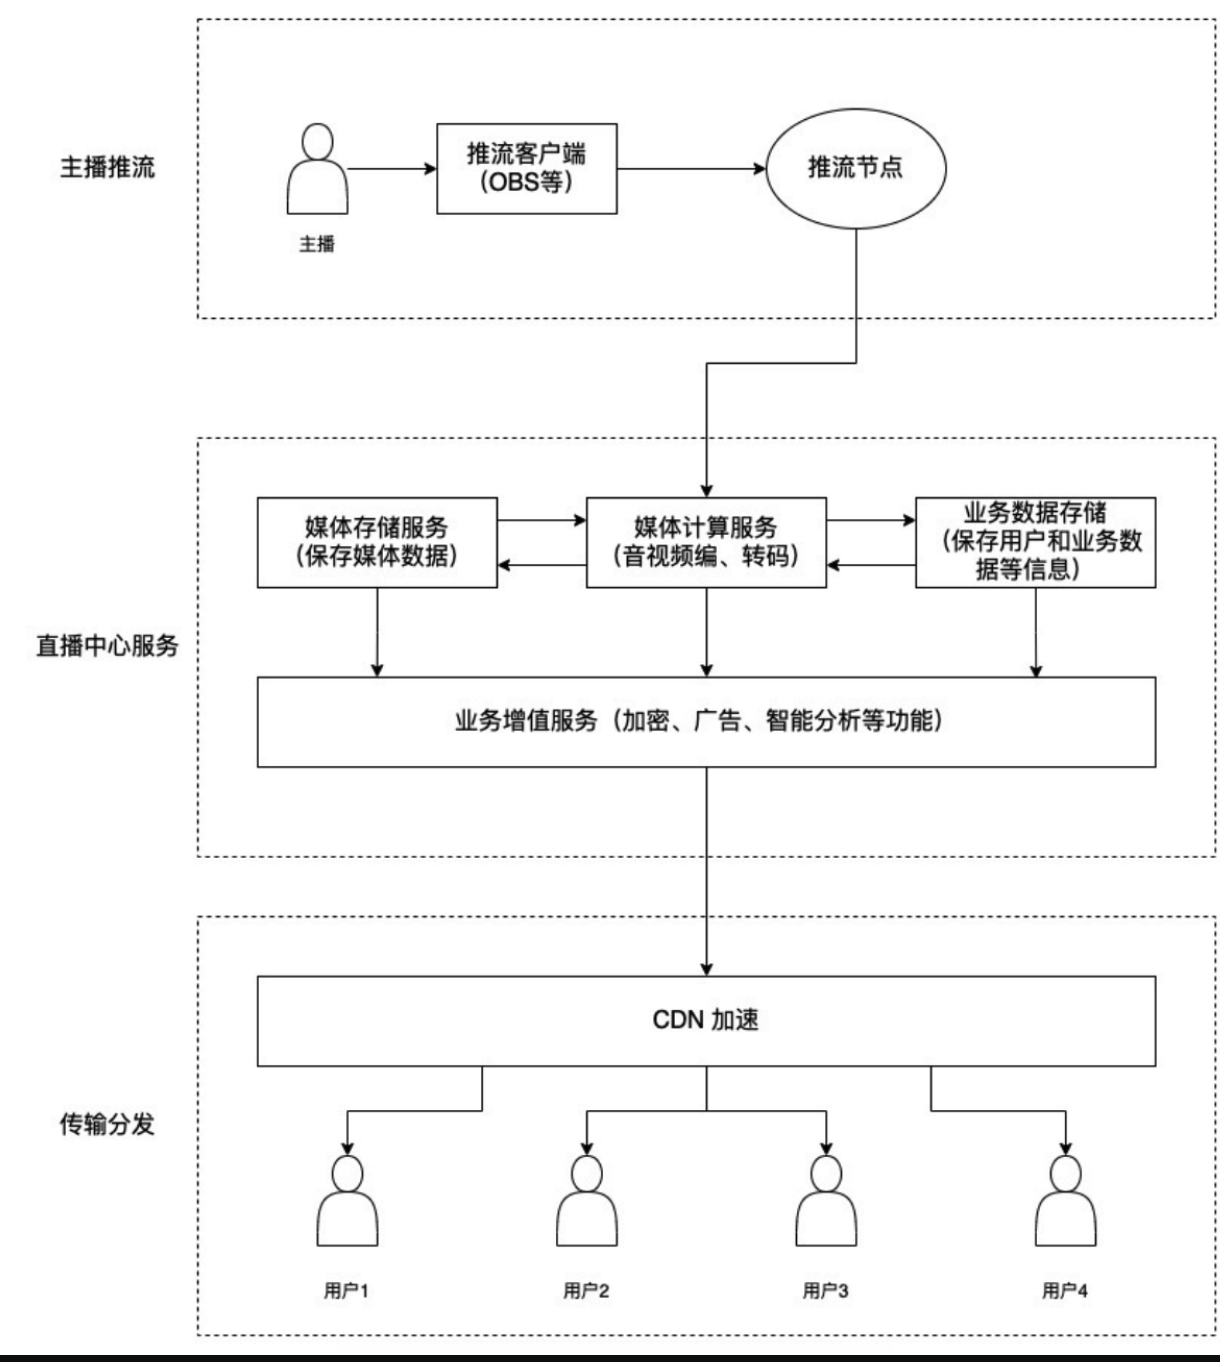 主播推流
推流客户端
（OBS等）
推流节点
主播
直播中心服务
媒体存储服务
（保存媒体数据）
媒体计算服务
（音视频编、转码）
业务数据存储
（保存用户和业务数
据等信息）
业务增值服务（加密、广告、智能分析等功能）
传输分发
CDN 加速
用户1
用户2
用户3
用户4